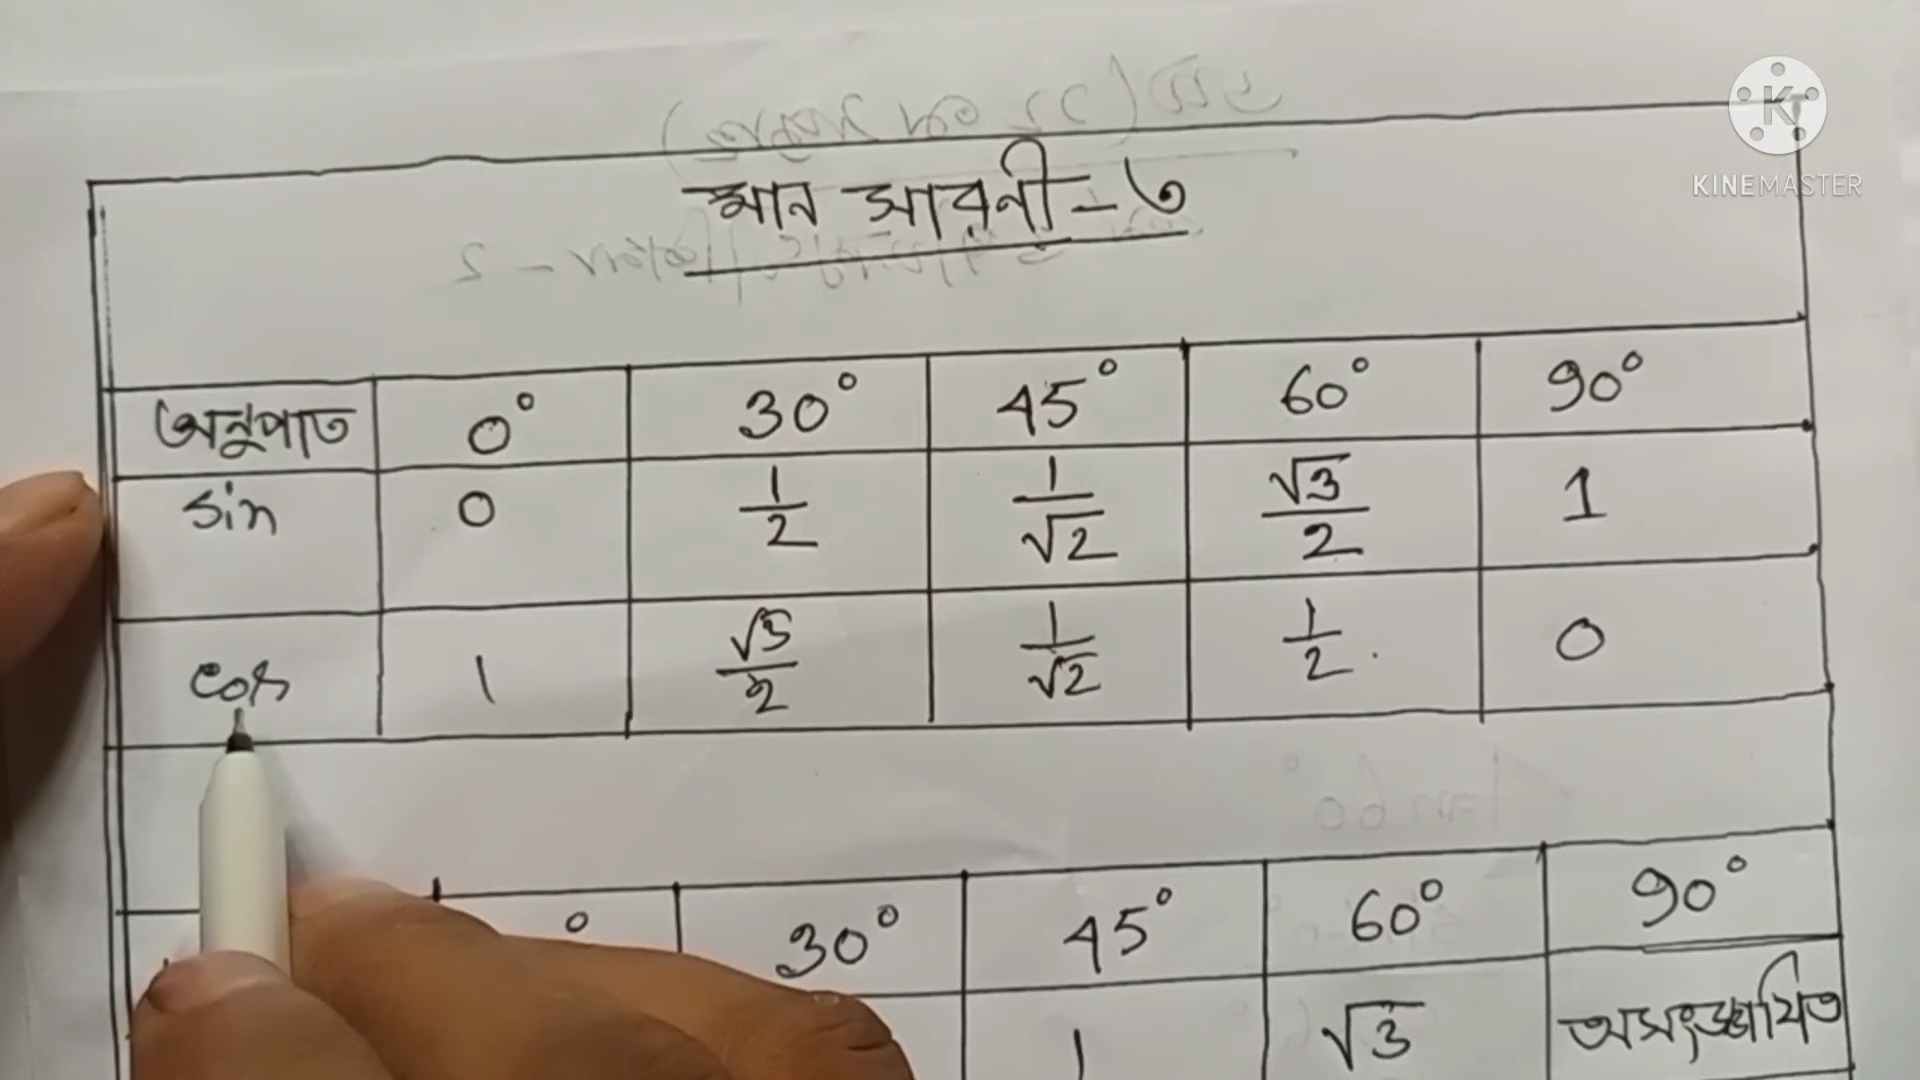 KINEMASTER
মান সারনী-৩
অনুপাত 0° 30° 45° 60° 90°
sin 0 1/2 1/√2 √3/2 1
cos 1 √3/2 1/√2 1/2 0
30° 45° 60° 90°
1 √3 অসংজ্ঞায়িত